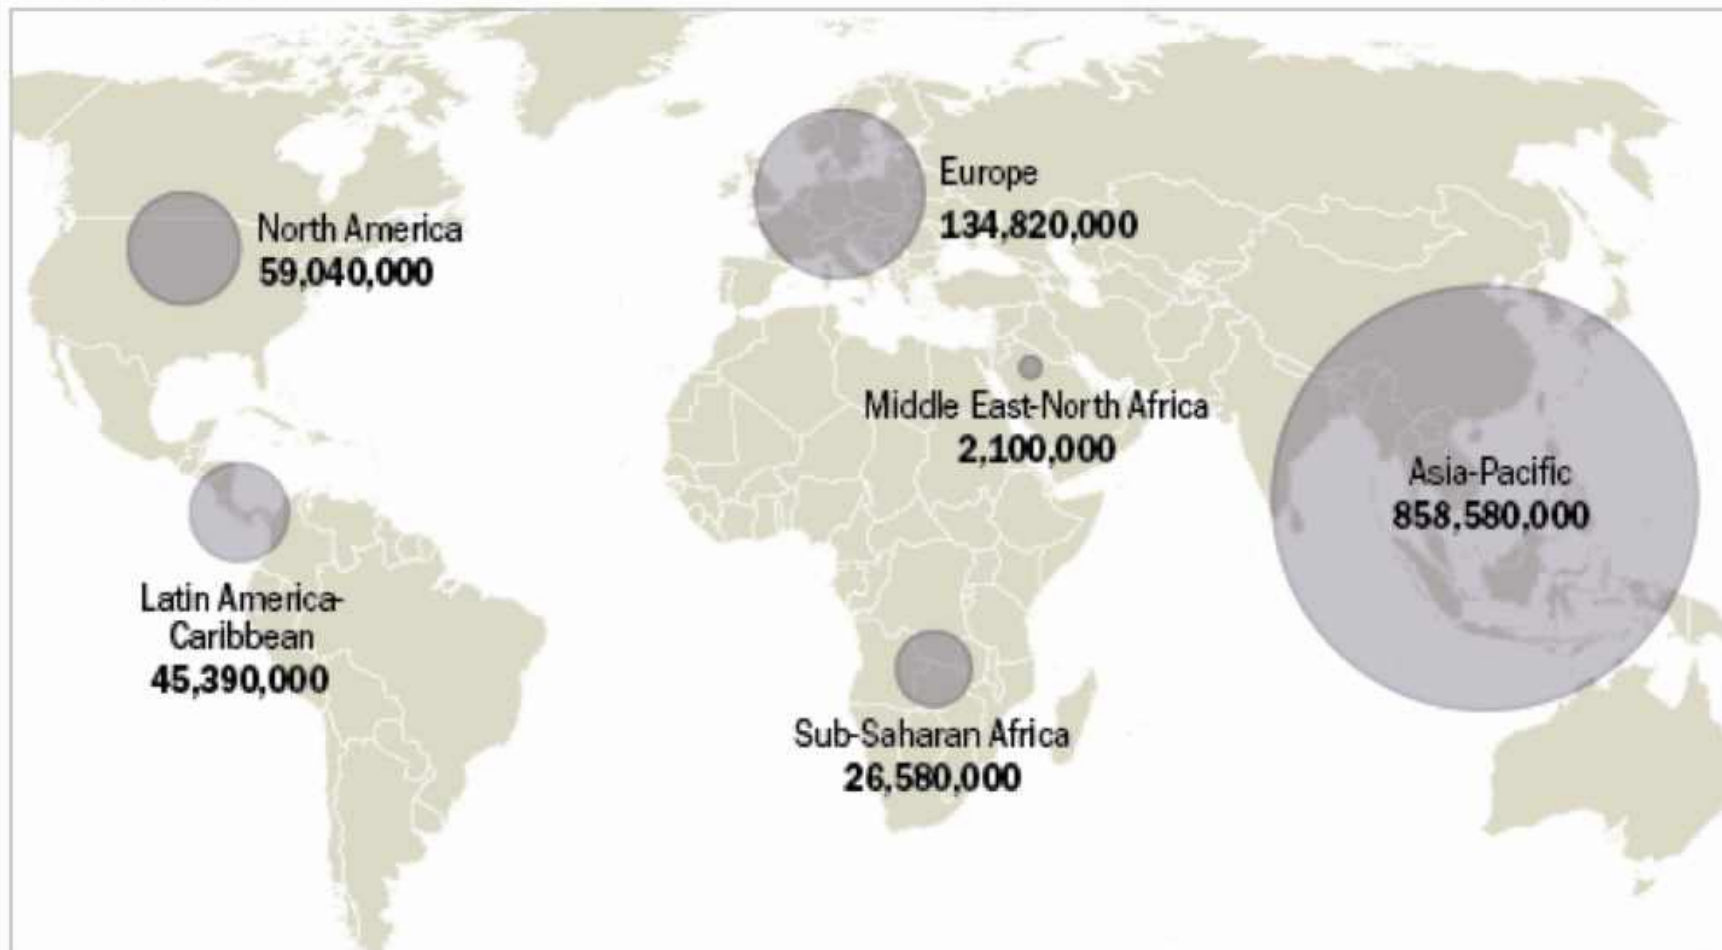 Europe
134,820,000
North America
59,040,000
Middle East-North Africa
2,100,000
Asia-Pacific
858,580,000
Latin America-
Caribbean
45,390,000
Sub-Saharan Africa
26,580,000